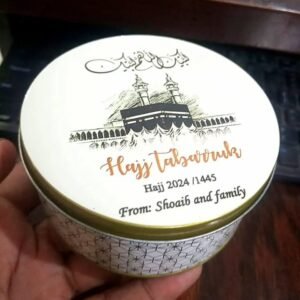 Hajj Tabarruk
Hajj 2024 /1445
From: Shoaib and family